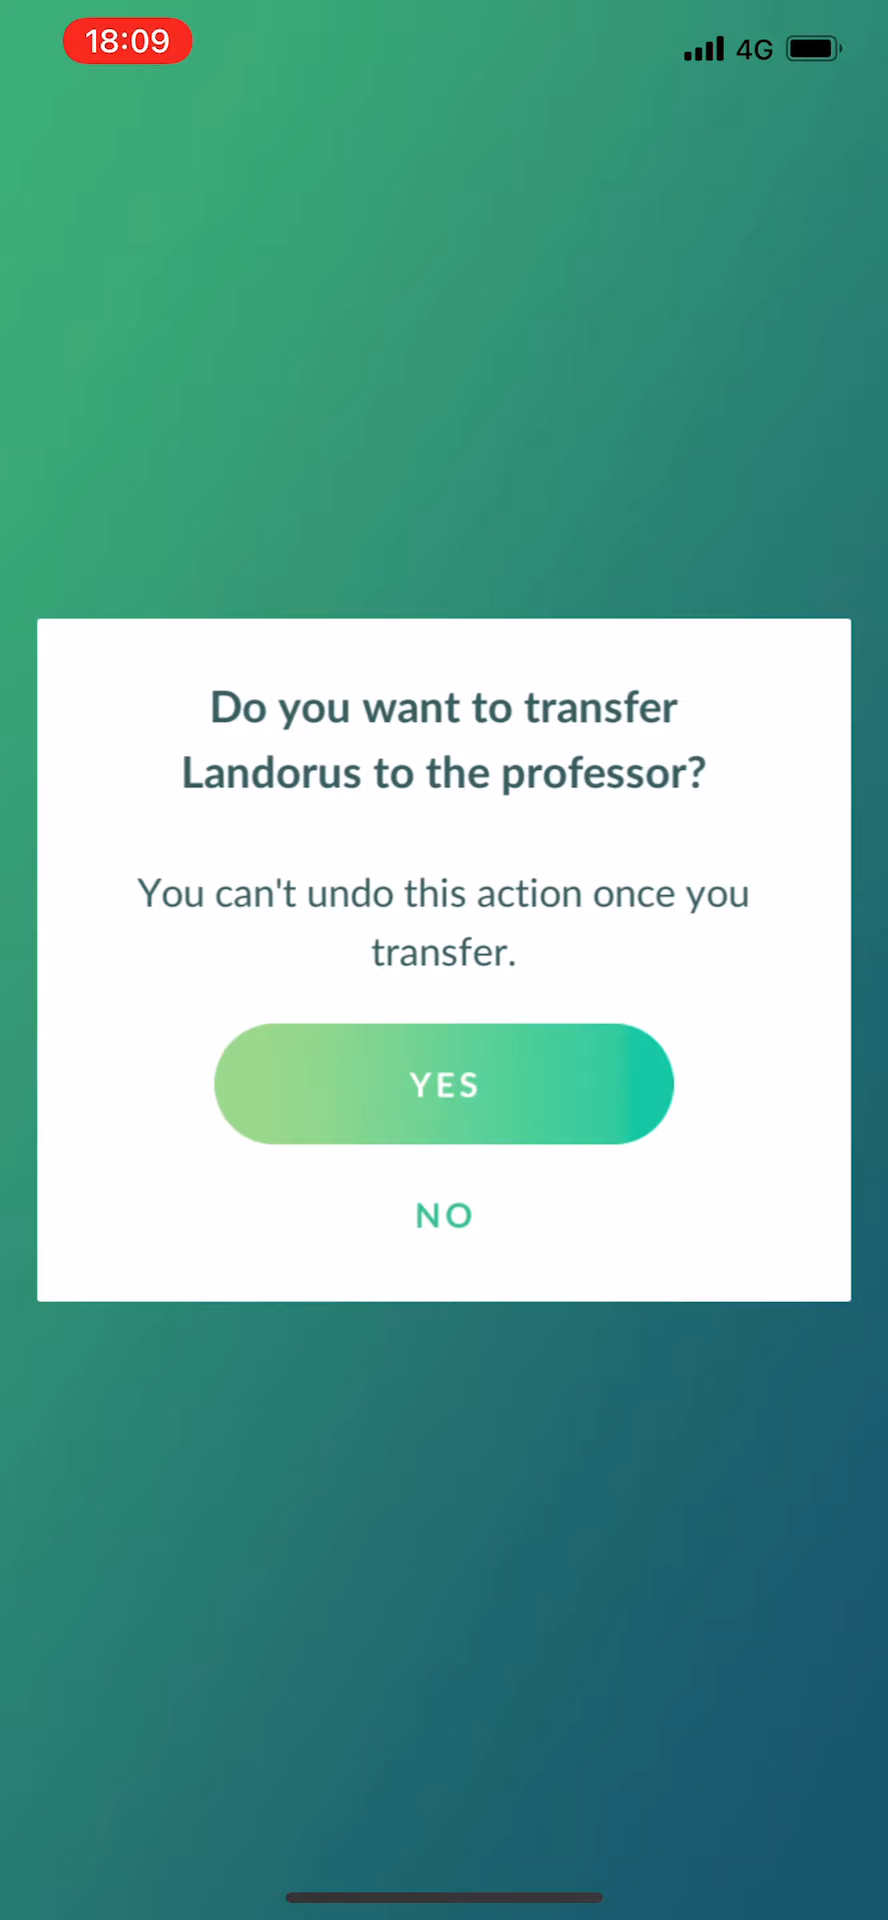 18:09
4G
Do you want to transfer
Landorus to the professor?
You can't undo this action once you
transfer.
YES
NO